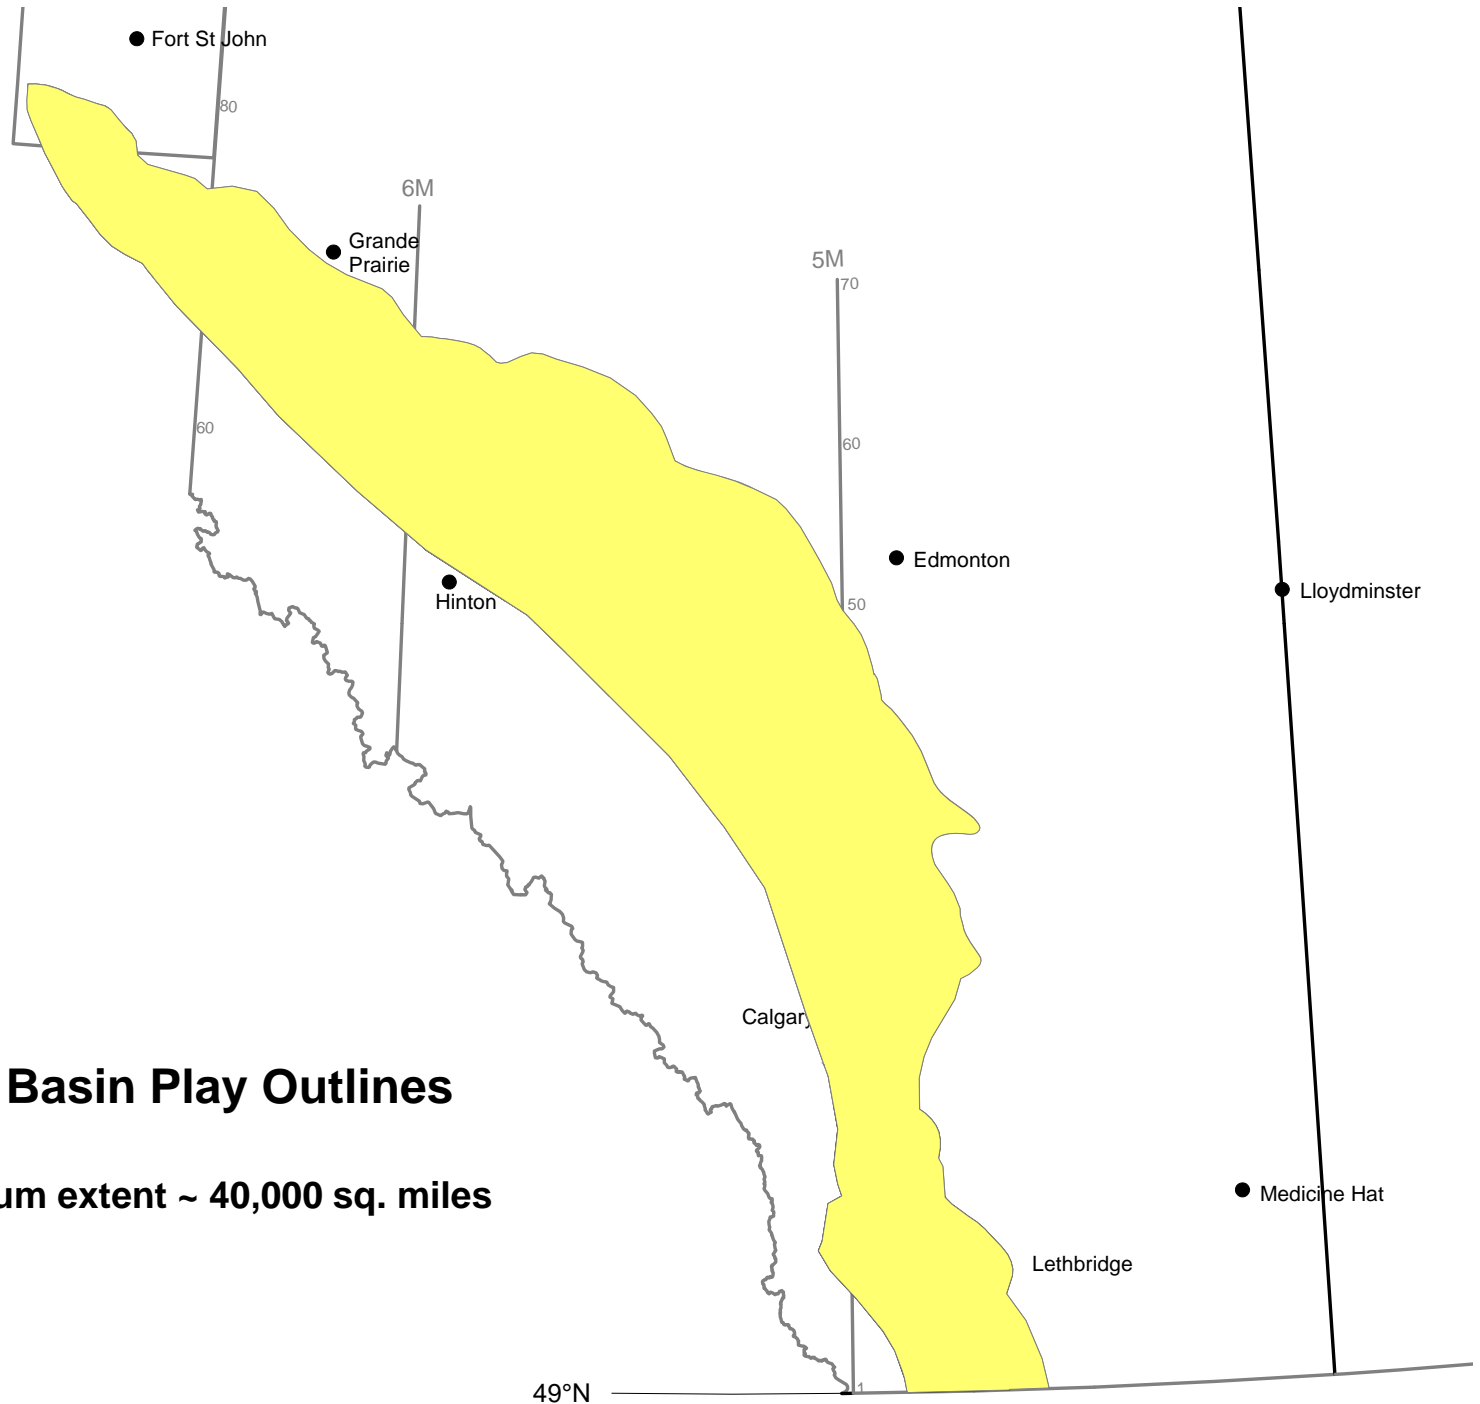 Fort St John
80
6M
Grande
Prairie
5M
70
60
60
Edmonton
Hinton
50
Lloydminster
Calgary
Basin Play Outlines
um extent ~ 40,000 sq. miles
Medicine Hat
Lethbridge
49°N
1